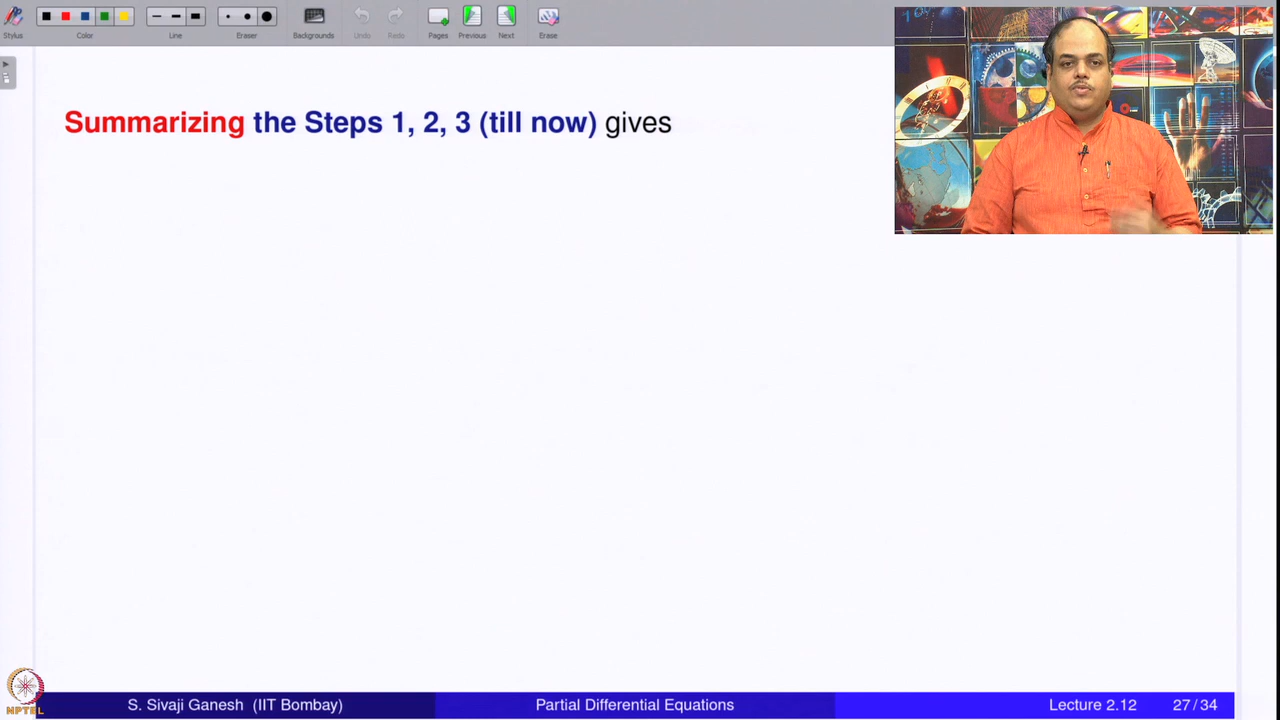 Stylus Color Line Eraser Backgrounds Undo Redo Pages Previous Next Erase
Summarizing the Steps 1, 2, 3 (till now) gives
NPTEL
S. Sivaji Ganesh (IIT Bombay) Partial Differential Equations Lecture 2.12 27 / 34